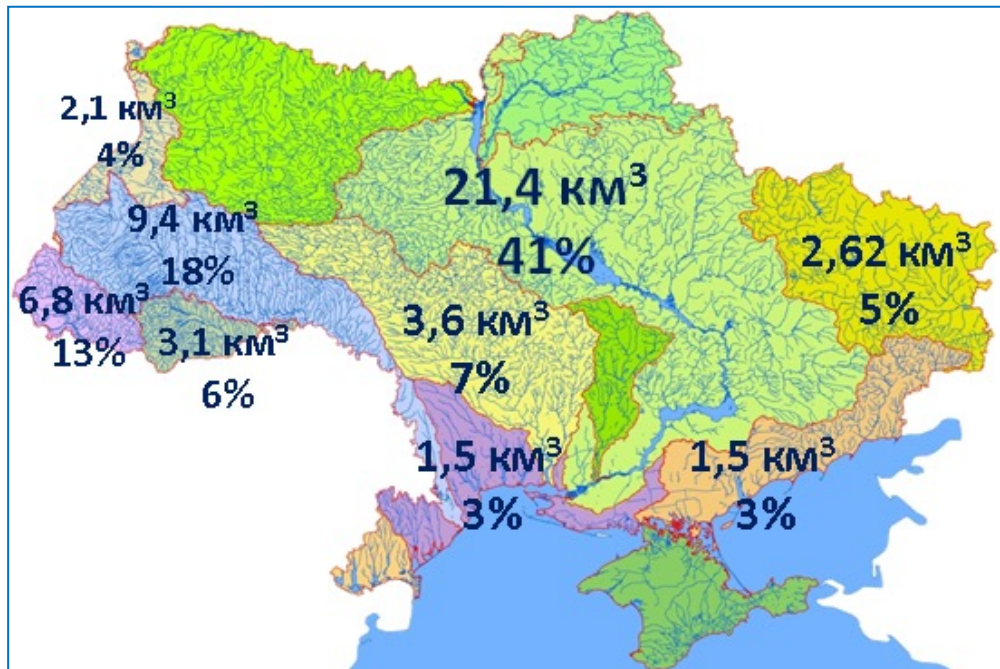 2,1 км³
4%
9,4 км³
18%
6,8 км³
13%
3,1 км³
6%
21,4 км³
41%
3,6 км³
7%
2,62 км³
5%
1,5 км³
3%
1,5 км³
3%